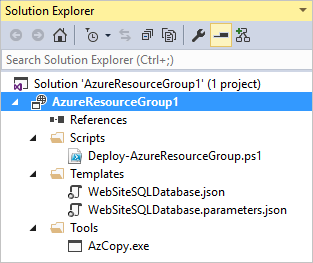 Solution Explorer
Search Solution Explorer (Ctrl+;)
Solution 'AzureResourceGroup1' (1 project)
AzureResourceGroup1
References
Scripts
Deploy-AzureResourceGroup.ps1
Templates
WebSiteSQLDatabase.json
WebSiteSQLDatabase.parameters.json
Tools
AzCopy.exe